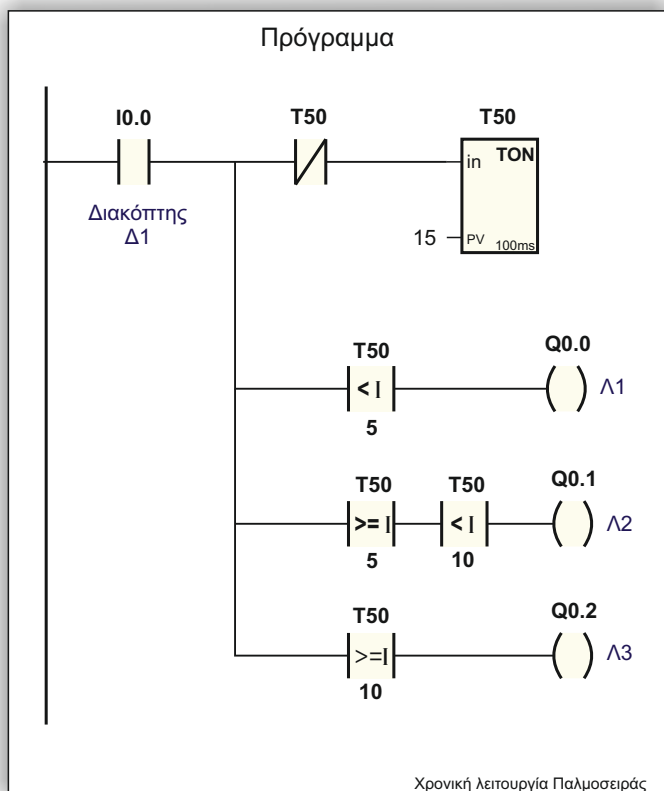 Πρόγραμμα
I0.0 T50 T50
in TON
Διακόπτης
Δ1
15 PV 100ms
T50 Q0.0
< I Λ1
5
T50 T50 Q0.1
>= I < I Λ2
5 10
T50 Q0.2
>=I Λ3
10
Χρονική λειτουργία Παλμοσειράς